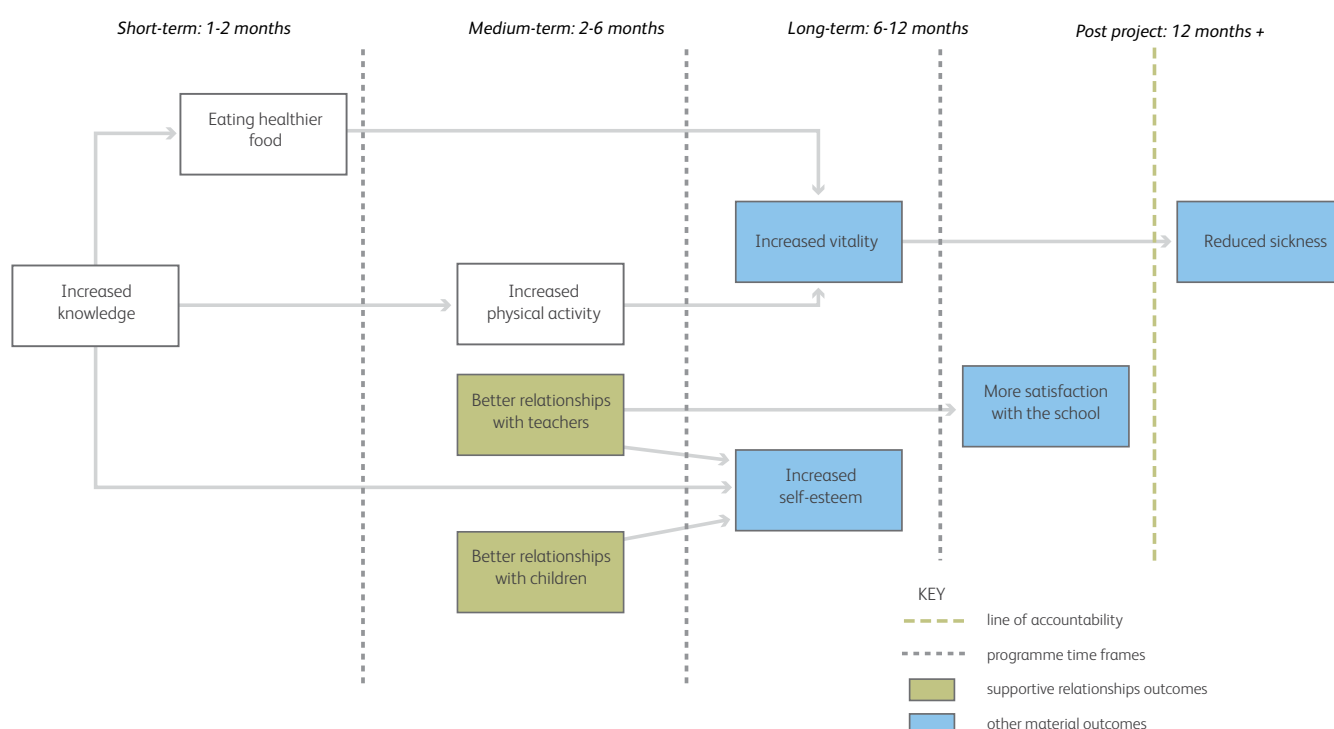 Short-term: 1-2 months
Medium-term: 2-6 months
Long-term: 6-12 months
Post project: 12 months +
Eating healthier
food
Increased vitality
Reduced sickness
Increased
knowledge
Increased
physical activity
Better relationships
with teachers
More satisfaction
with the school
Increased
self-esteem
Better relationships
with children
KEY
line of accountability
programme time frames
supportive relationships outcomes
other material outcomes